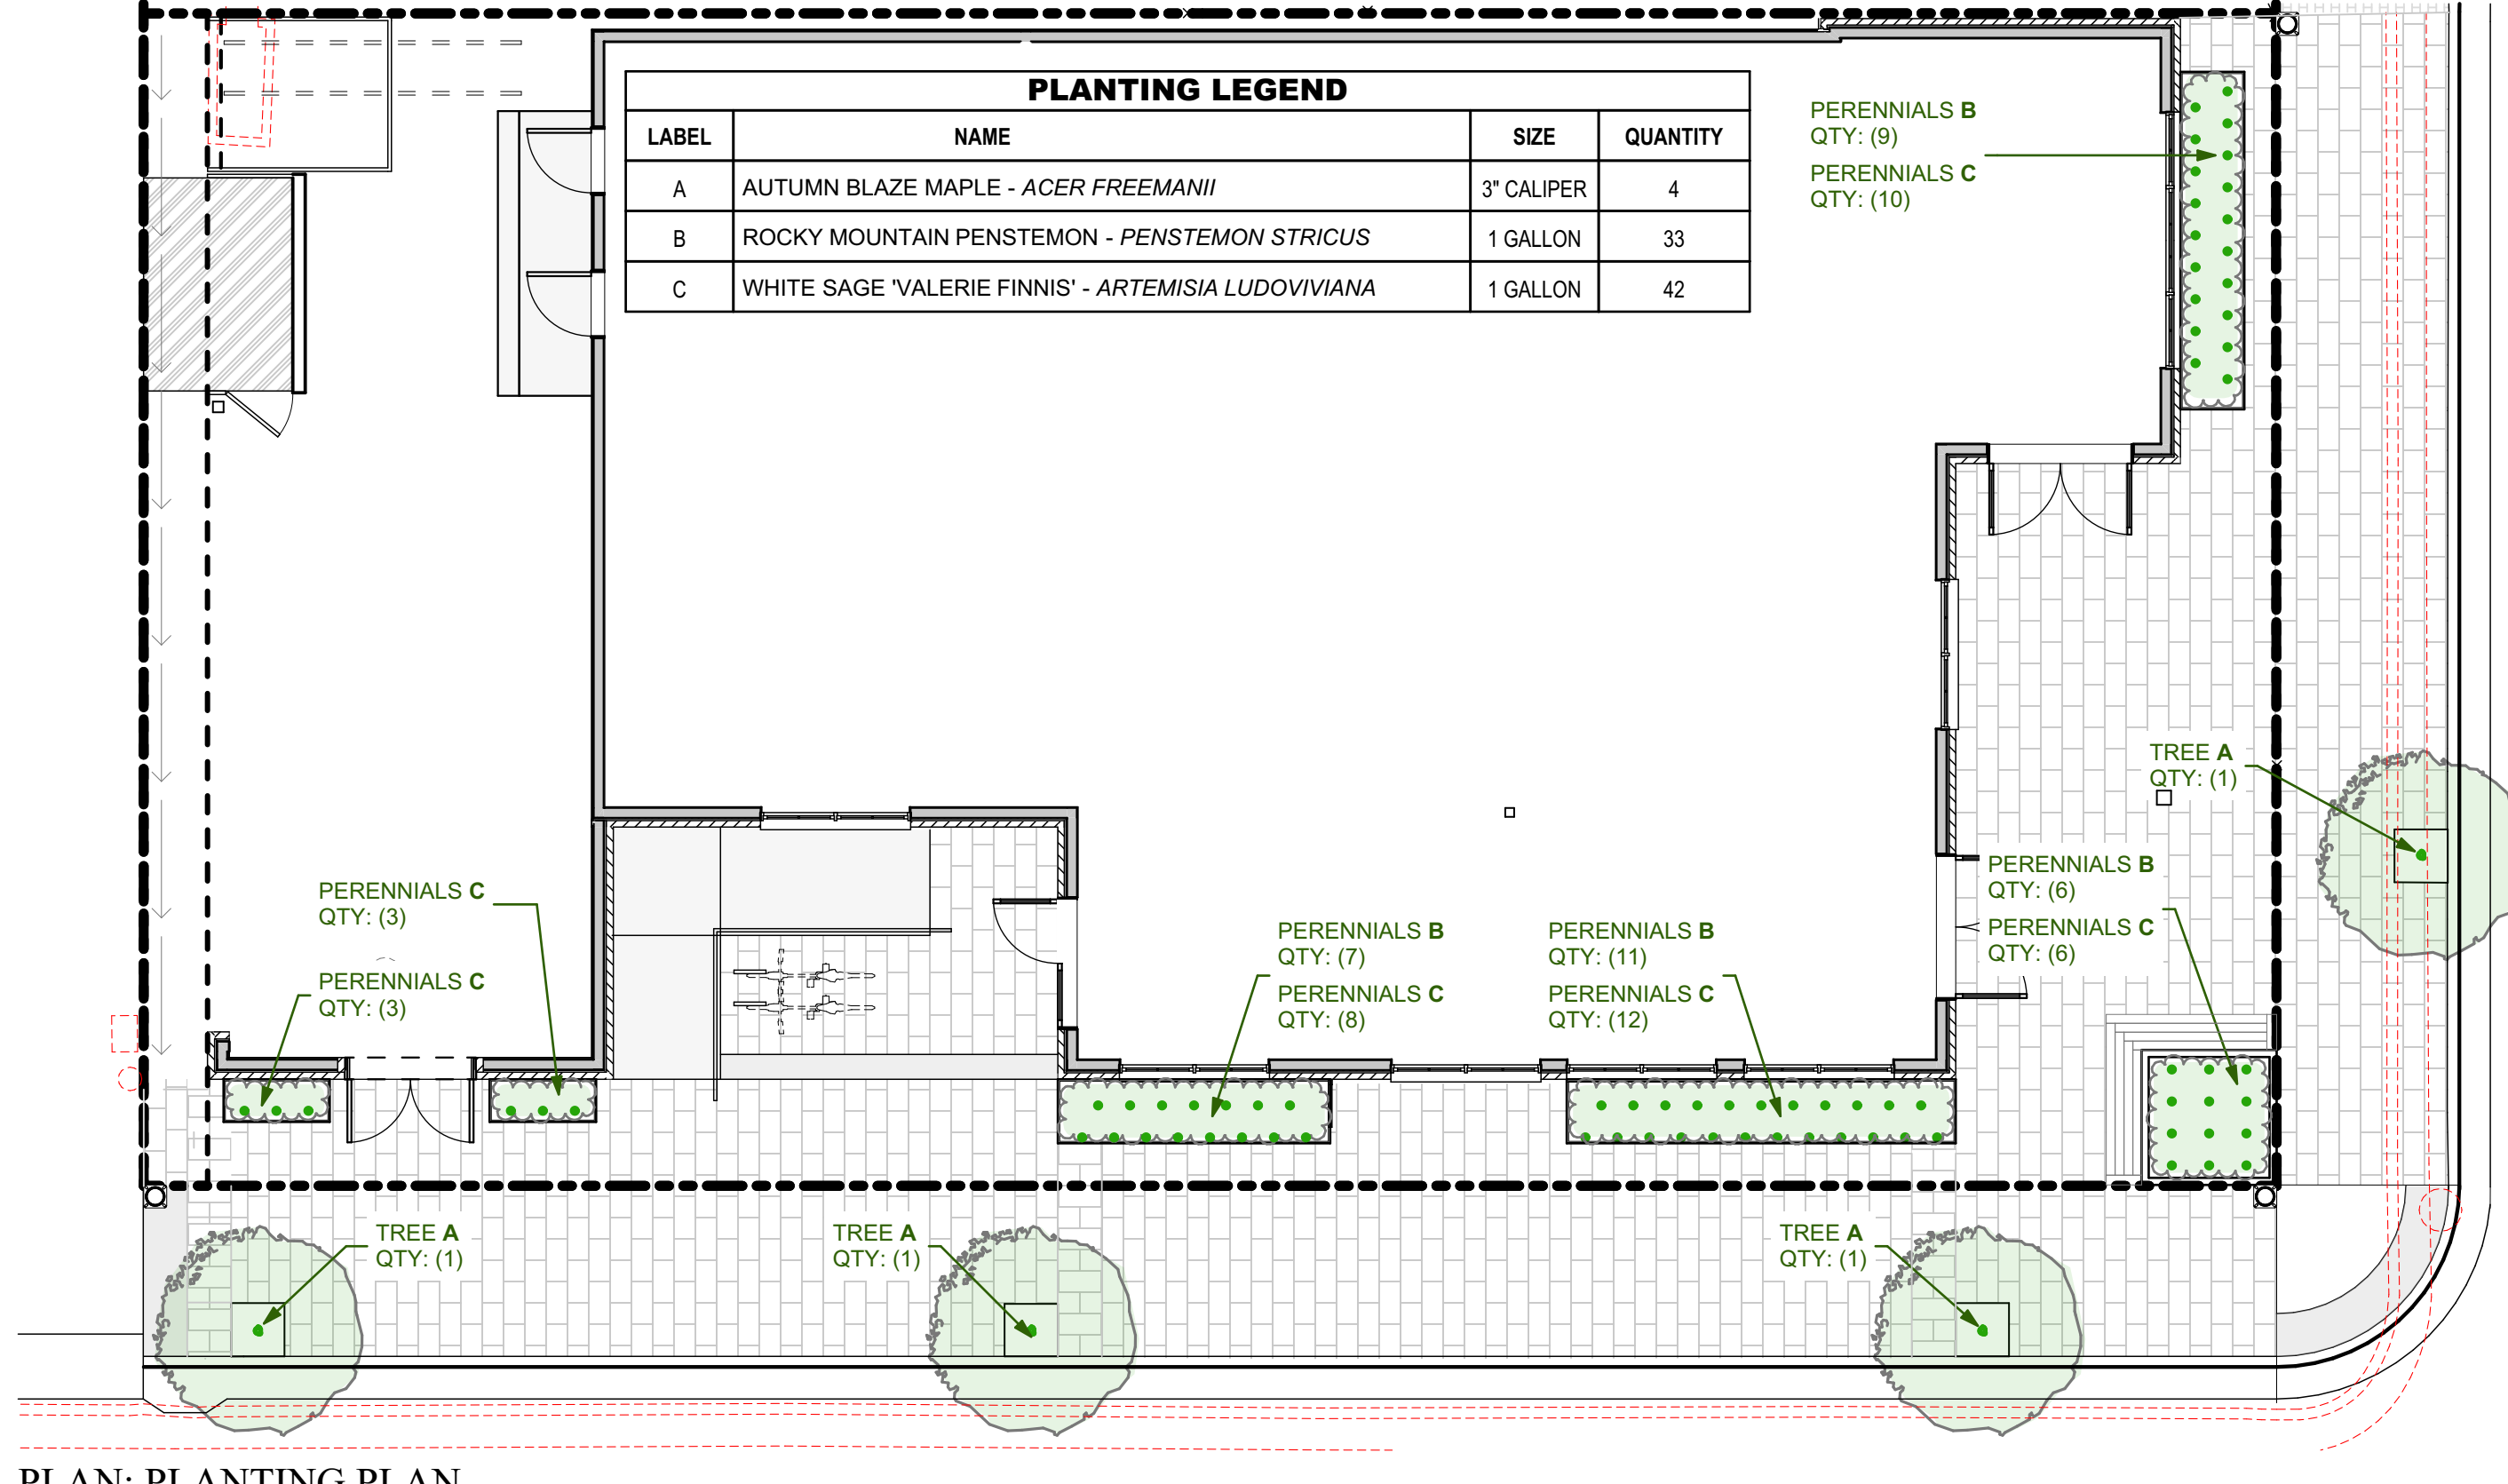 PLANTING LEGEND
LABEL NAME SIZE QUANTITY
A AUTUMN BLAZE MAPLE - ACER FREEMANII 3" CALIPER 4
B ROCKY MOUNTAIN PENSTEMON - PENSTEMON STRICUS 1 GALLON 33
C WHITE SAGE 'VALERIE FINNIS' - ARTEMISIA LUDOVIVIANA 1 GALLON 42
PERENNIALS B
QTY: (9)
PERENNIALS C
QTY: (10)
TREE A
QTY: (1)
PERENNIALS B
QTY: (6)
PERENNIALS C
QTY: (6)
PERENNIALS C
QTY: (3)
PERENNIALS C
QTY: (3)
PERENNIALS B
QTY: (7)
PERENNIALS C
QTY: (8)
PERENNIALS B
QTY: (11)
PERENNIALS C
QTY: (12)
TREE A
QTY: (1)
TREE A
QTY: (1)
TREE A
QTY: (1)
PLAN: PLANTING PLAN